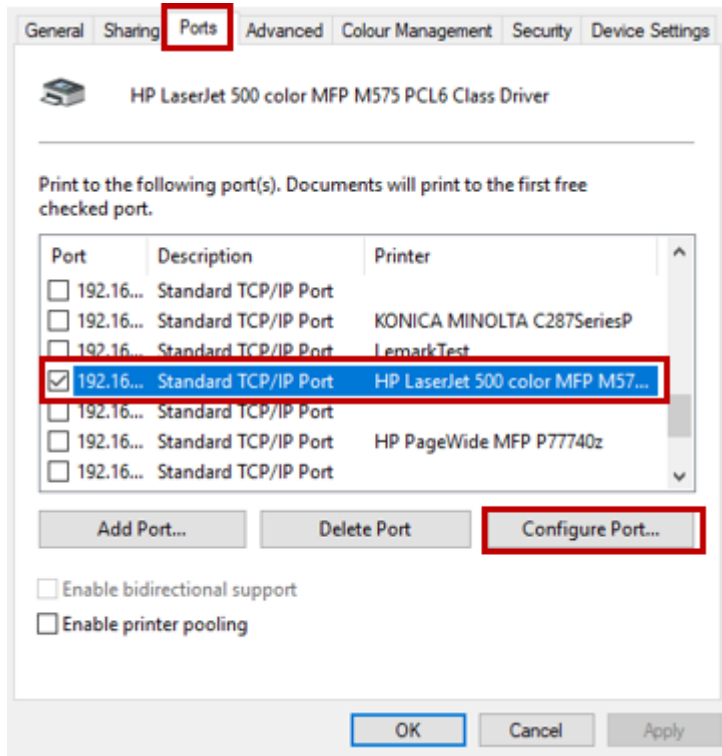 General Sharing Ports Advanced Colour Management Security Device Settings
HP LaserJet 500 color MFP M575 PCL6 Class Driver
Print to the following port(s). Documents will print to the first free
checked port.
Port Description Printer
192.16... Standard TCP/IP Port
192.16... Standard TCP/IP Port KONICA MINOLTA C287SeriesP
192.16... Standard TCP/IP Port LemarkTest
192.16... Standard TCP/IP Port HP LaserJet 500 color MFP M57...
192.16... Standard TCP/IP Port
192.16... Standard TCP/IP Port HP PageWide MFP P77740z
192.16... Standard TCP/IP Port
Add Port... Delete Port Configure Port...
Enable bidirectional support
Enable printer pooling
OK Cancel Apply